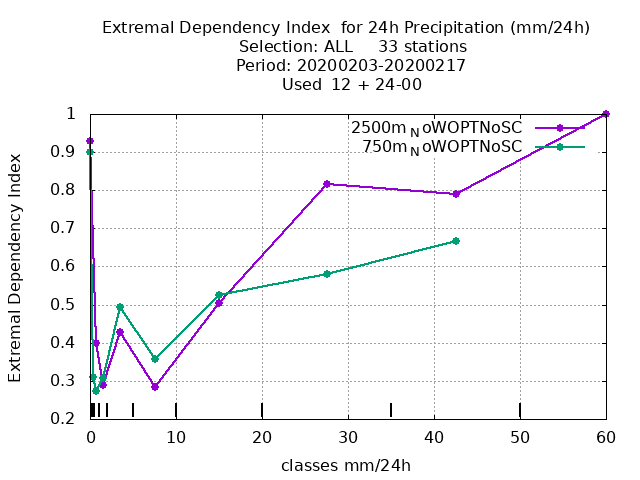 Extremal Dependency Index  for 24h Precipitation (mm/24h)
Selection: ALL     33 stations
Period: 20200203-20200217
Used  12 + 24-00
2500m_NoWOPTNoSC
750m_NoWOPTNoSC
1
0.9
0.8
0.7
0.6
0.5
0.4
0.3
0.2
Extremal Dependency Index
0 10 20 30 40 50 60
classes mm/24h